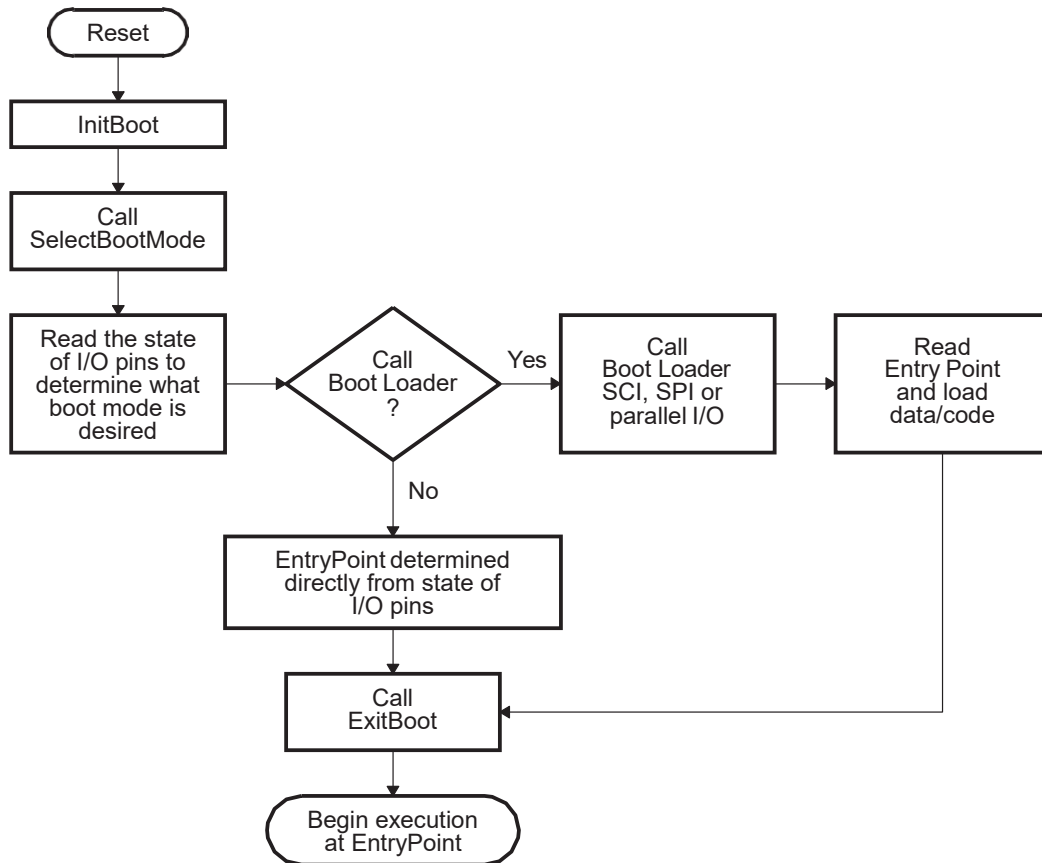 Reset
InitBoot
Call
SelectBootMode
Read the state
of I/O pins to
determine what
boot mode is
desired
Call
Boot Loader
?
Yes
Call
Boot Loader
SCI, SPI or
parallel I/O
Read
Entry Point
and load
data/code
No
EntryPoint determined
directly from state of
I/O pins
Call
ExitBoot
Begin execution
at EntryPoint